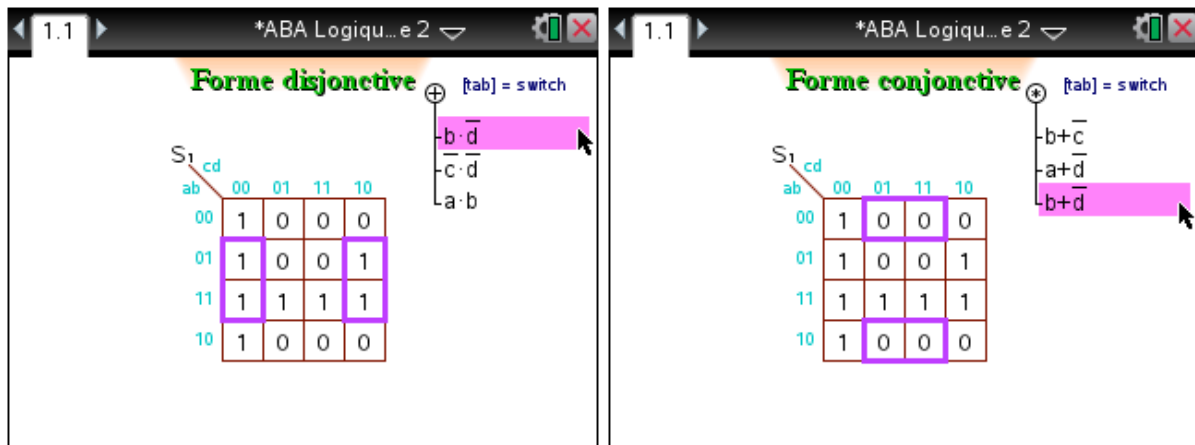 1.1 *ABA Logiqu...e 2
Forme disjonctive [tab] = switch
⊕
b·d̅
c̅·d̅
a·b
S₁ cd
ab 00 01 11 10
00 1 0 0 0
01 1 0 0 1
11 1 1 1 1
10 1 0 0 0
1.1 *ABA Logiqu...e 2
Forme conjonctive [tab] = switch
⊛
b+c̅
a+d̅
b+d̅
S₁ cd
ab 00 01 11 10
00 1 0 0 0
01 1 0 0 1
11 1 1 1 1
10 1 0 0 0